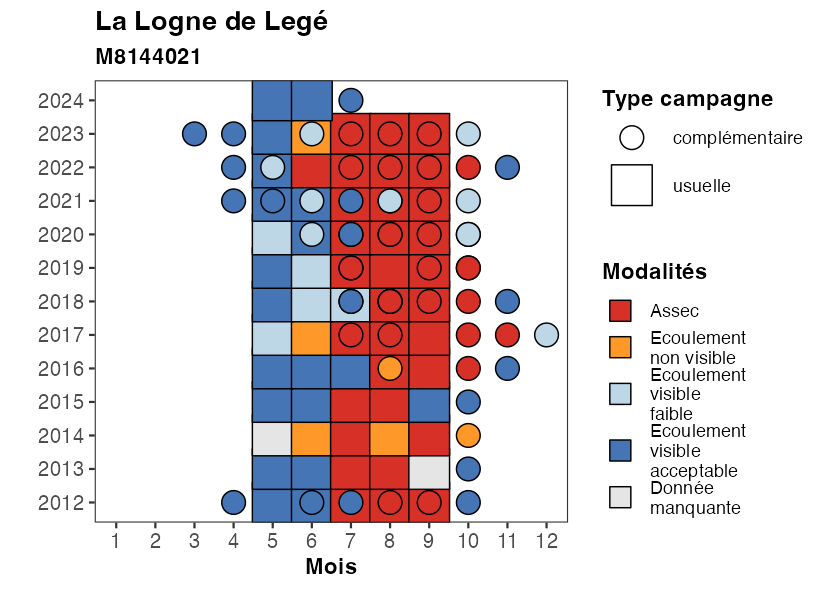 La Logne de Legé
M8144021
2024
2023
2022
2021
2020
2019
2018
2017
2016
2015
2014
2013
2012
1 2 3 4 5 6 7 8 9 10 11 12
Mois
Type campagne
complémentaire
usuelle
Modalités
Assec
Ecoulement
non visible
Ecoulement
visible
faible
Ecoulement
visible
acceptable
Donnée
manquante